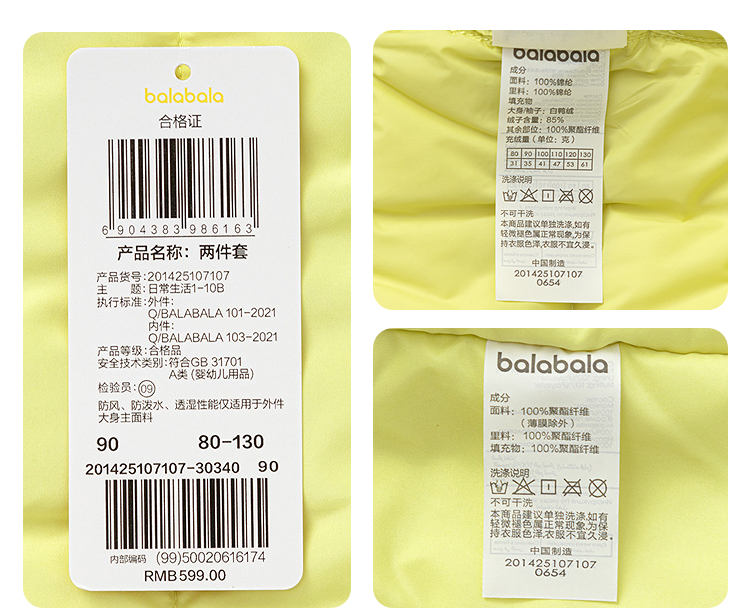 balabala
合格证
6904383986163
产品名称：两件套
产品货号：201425107107
主　　题：日常生活1-10B
执行标准：外件：
Q/BALABALA 101-2021
内件：
Q/BALABALA 103-2021
产品等级：合格品
安全技术类别：符合GB 31701
A类 (婴幼儿用品)
检验员：09
防风、防泼水、透湿性能仅适用于外件
大身主面料
90 80-130
201425107107-30340 90
内部编码 (99)50020616174
RMB599.00
balabala
成分
面料：100%锦纶
里料：100%锦纶
填充物
大身/袖子：白鸭绒
绒子含量：85%
其余部位：100%聚酯纤维
充绒量（单位：克）
80 90 100 110 120 130
31 35 41 47 53 61
洗涤说明
不可干洗
本商品建议单独洗涤,如有
轻微褪色属正常现象,为保
持衣服色泽,衣服不宜久浸。
中国制造
201425107107
0654
balabala
成分
面料：100%聚酯纤维
（薄膜除外）
里料：100%聚酯纤维
填充物：100%聚酯纤维
洗涤说明
不可干洗
本商品建议单独洗涤,如有
轻微褪色属正常现象,为保
持衣服色泽,衣服不宜久浸。
中国制造
201425107107
0654